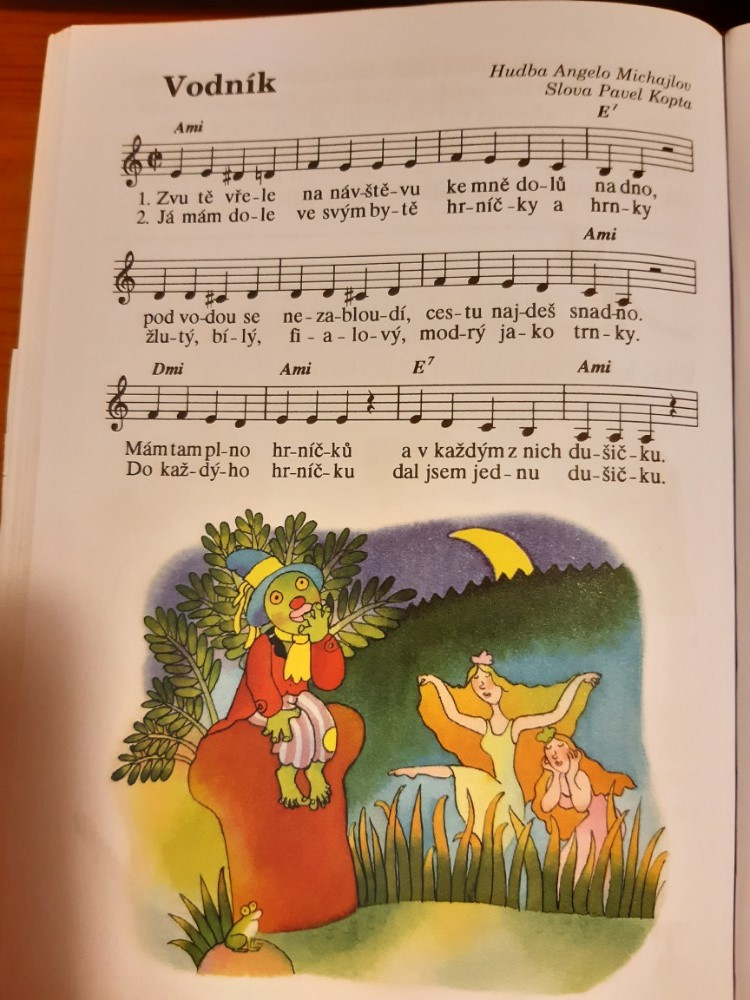 Vodník
Hudba Angelo Michajlov
Slova Pavel Kopta
Ami E7
1. Zvu tě vře-le na náv-ště-vu ke mně do-lů na dno,
2. Já mám do-le ve svým by-tě hr-níč-ky a hrn-ky
Ami
pod vo-dou se ne-za-blou-dí, ces-tu naj-deš snad-no.
žlu-tý, bí-lý, fi-a-lo-vý, mod-rý ja-ko trn-ky.
Dmi Ami E7 Ami
Mám tam pl-no hr-níč-ků a v každým z nich du-šič-ku.
Do kaž-dý-ho hr-níč-ku dal jsem jed-nu du-šič-ku.